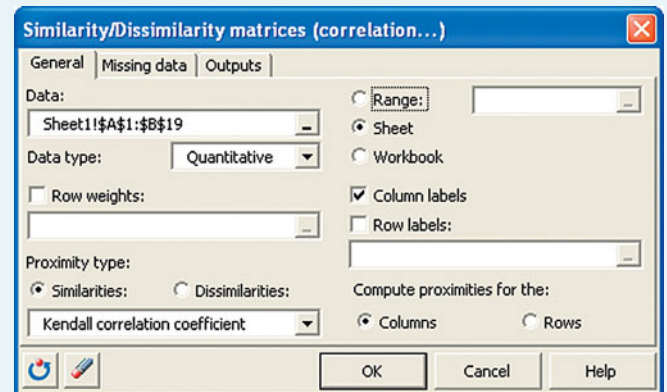 Similarity/Dissimilarity matrices (correlation...)
General
Missing data
Outputs
Data:
Sheet1!$A$1:$B$19
Data type:
Quantitative
Row weights:
Proximity type:
Similarities:
Dissimilarities:
Kendall correlation coefficient
Range:
Sheet
Workbook
Column labels
Row labels:
Compute proximities for the:
Columns
Rows
OK
Cancel
Help